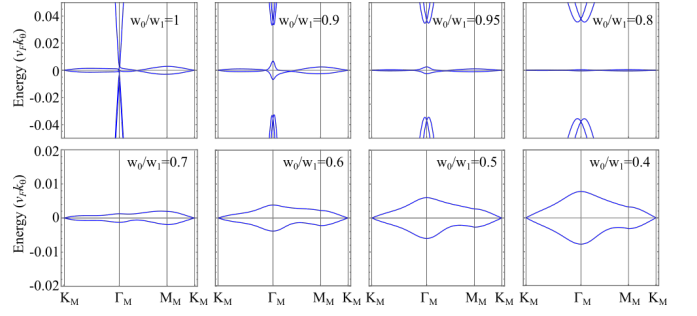 w₀/w₁=1 w₀/w₁=0.9 w₀/w₁=0.95 w₀/w₁=0.8
Energy (v_F k₀)
0.04
0.02
0
-0.02
-0.04
w₀/w₁=0.7 w₀/w₁=0.6 w₀/w₁=0.5 w₀/w₁=0.4
Energy (v_F k₀)
0.02
0.01
0
-0.01
-0.02
K_M Γ_M M_M K_M K_M Γ_M M_M K_M K_M Γ_M M_M K_M K_M Γ_M M_M K_M